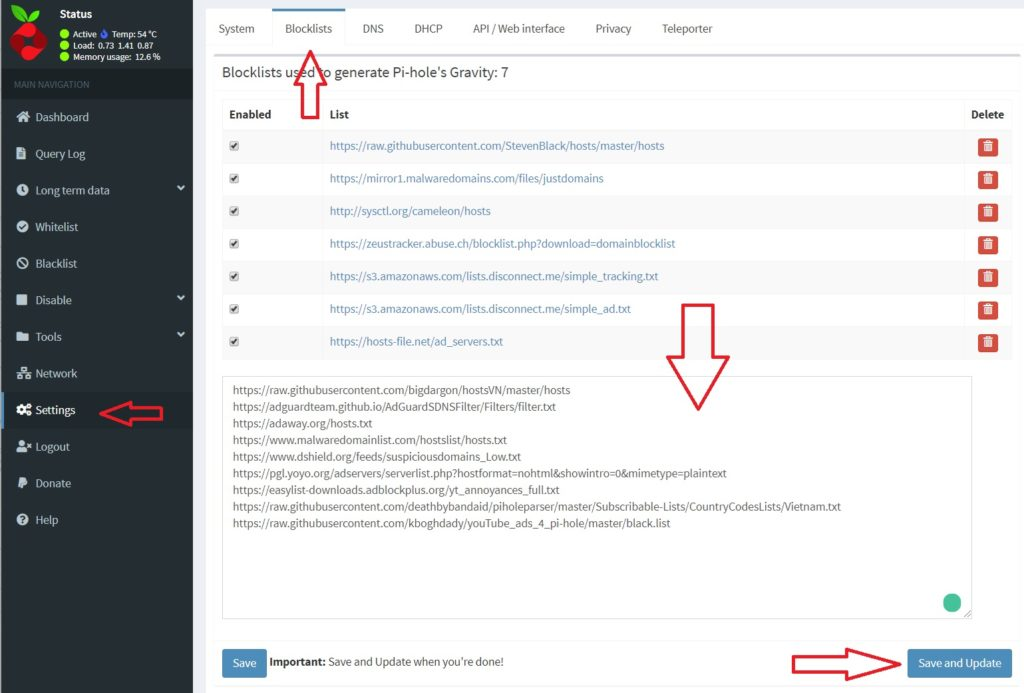 Status
Active Temp: 54 °C
Load: 0.73 1.41 0.87
Memory usage: 12.6 %
MAIN NAVIGATION
Dashboard
Query Log
Long term data
Whitelist
Blacklist
Disable
Tools
Network
Settings
Logout
Donate
Help
System Blocklists DNS DHCP API / Web interface Privacy Teleporter
Blocklists used to generate Pi-hole's Gravity: 7
Enabled List Delete
https://raw.githubusercontent.com/StevenBlack/hosts/master/hosts
https://mirror1.malwaredomains.com/files/justdomains
http://sysctl.org/cameleon/hosts
https://zeustracker.abuse.ch/blocklist.php?download=domainblocklist
https://s3.amazonaws.com/lists.disconnect.me/simple_tracking.txt
https://s3.amazonaws.com/lists.disconnect.me/simple_ad.txt
https://hosts-file.net/ad_servers.txt
https://raw.githubusercontent.com/bigdargon/hostsVN/master/hosts
https://adguardteam.github.io/AdGuardSDNSFilter/Filters/filter.txt
https://adaway.org/hosts.txt
https://www.malwaredomainlist.com/hostslist/hosts.txt
https://www.dshield.org/feeds/suspiciousdomains_Low.txt
https://pgl.yoyo.org/adservers/serverlist.php?hostformat=nohtml&showintro=0&mimetype=plaintext
https://easylist-downloads.adblockplus.org/yt_annoyances_full.txt
https://raw.githubusercontent.com/deathbybandaid/piholeparser/master/Subscribable-Lists/CountryCodesLists/Vietnam.txt
https://raw.githubusercontent.com/kboghdady/youTube_ads_4_pi-hole/master/black.list
Save Important: Save and Update when you're done! Save and Update